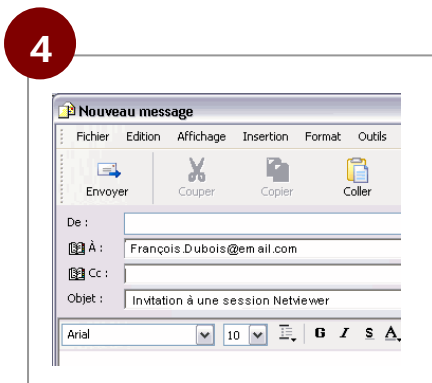 4
Nouveau message
Fichier Edition Affichage Insertion Format Outils
Envoyer Couper Copier Coller
De :
À : François.Dubois@email.com
Cc :
Objet : Invitation à une session Netviewer
Arial 10 G I S A